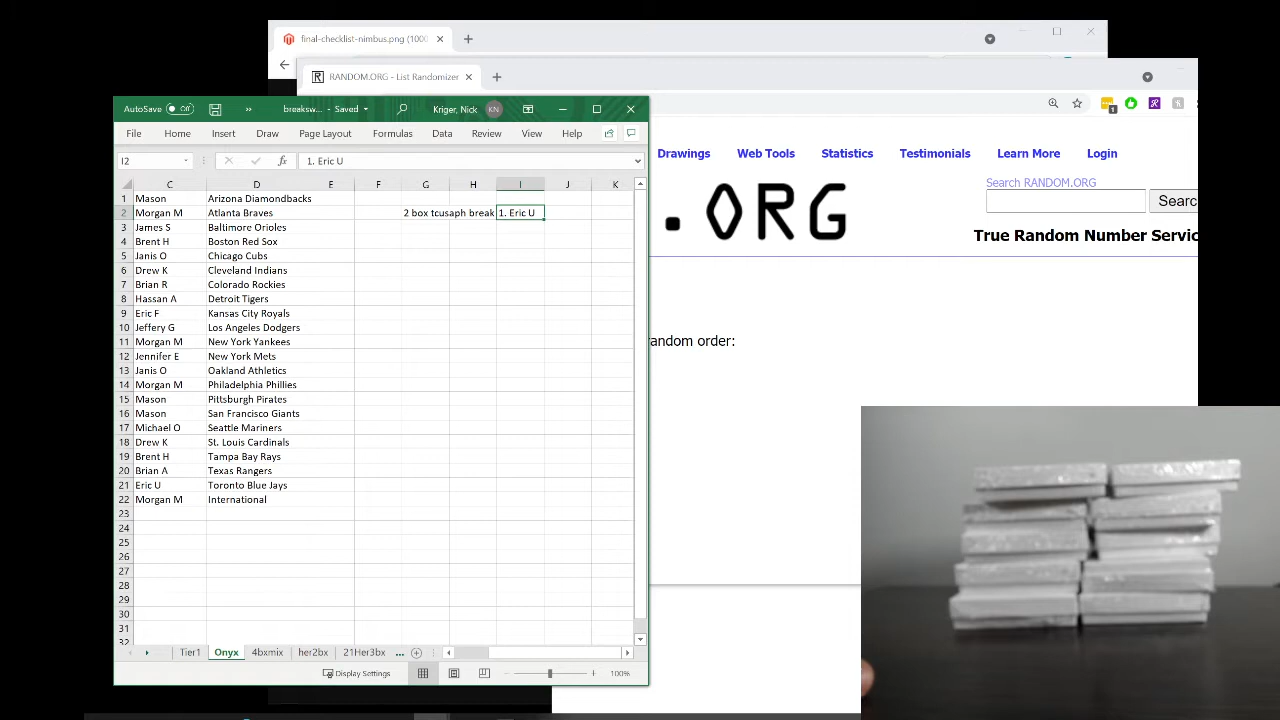 final-checklist-nimbus.png (1000
RANDOM.ORG - List Randomizer
AutoSave Off breaksw... - Saved Kriger, Nick KN
File Home Insert Draw Page Layout Formulas Data Review View Help
I2 fx 1. Eric U
C D E F G H I J K
1 Mason Arizona Diamondbacks
2 Morgan M Atlanta Braves 2 box tcusaph break 1. Eric U
3 James S Baltimore Orioles
4 Brent H Boston Red Sox
5 Janis O Chicago Cubs
6 Drew K Cleveland Indians
7 Brian R Colorado Rockies
8 Hassan A Detroit Tigers
9 Eric F Kansas City Royals
10 Jeffery G Los Angeles Dodgers
11 Morgan M New York Yankees
12 Jennifer E New York Mets
13 Janis O Oakland Athletics
14 Morgan M Philadelphia Phillies
15 Mason Pittsburgh Pirates
16 Mason San Francisco Giants
17 Michael O Seattle Mariners
18 Drew K St. Louis Cardinals
19 Brent H Tampa Bay Rays
20 Brian A Texas Rangers
21 Eric U Toronto Blue Jays
22 Morgan M International
23
24
25
26
27
28
29
30
31
32
Tier1 Onyx 4bxmix her2bx 21Her3bx ...
Display Settings 100%
Drawings Web Tools Statistics Testimonials Learn More Login
Search RANDOM.ORG
Searc
.ORG
True Random Number Servic
andom order: